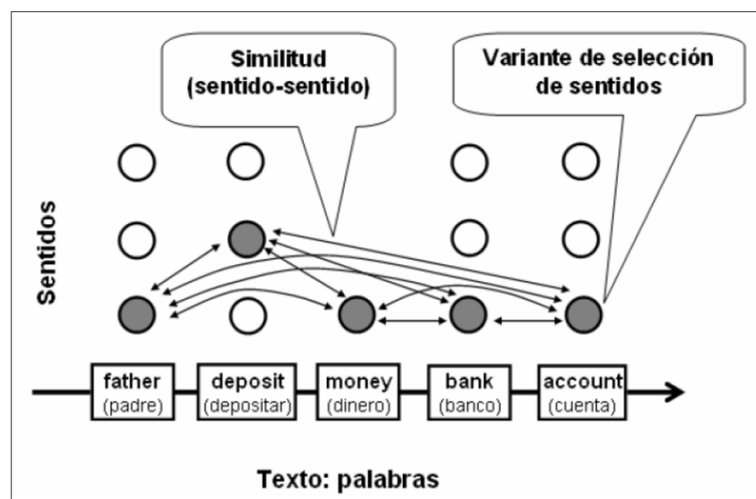 Similitud
(sentido-sentido)
Variante de selección
de sentidos
Sentidos
father
(padre)
deposit
(depositar)
money
(dinero)
bank
(banco)
account
(cuenta)
Texto: palabras